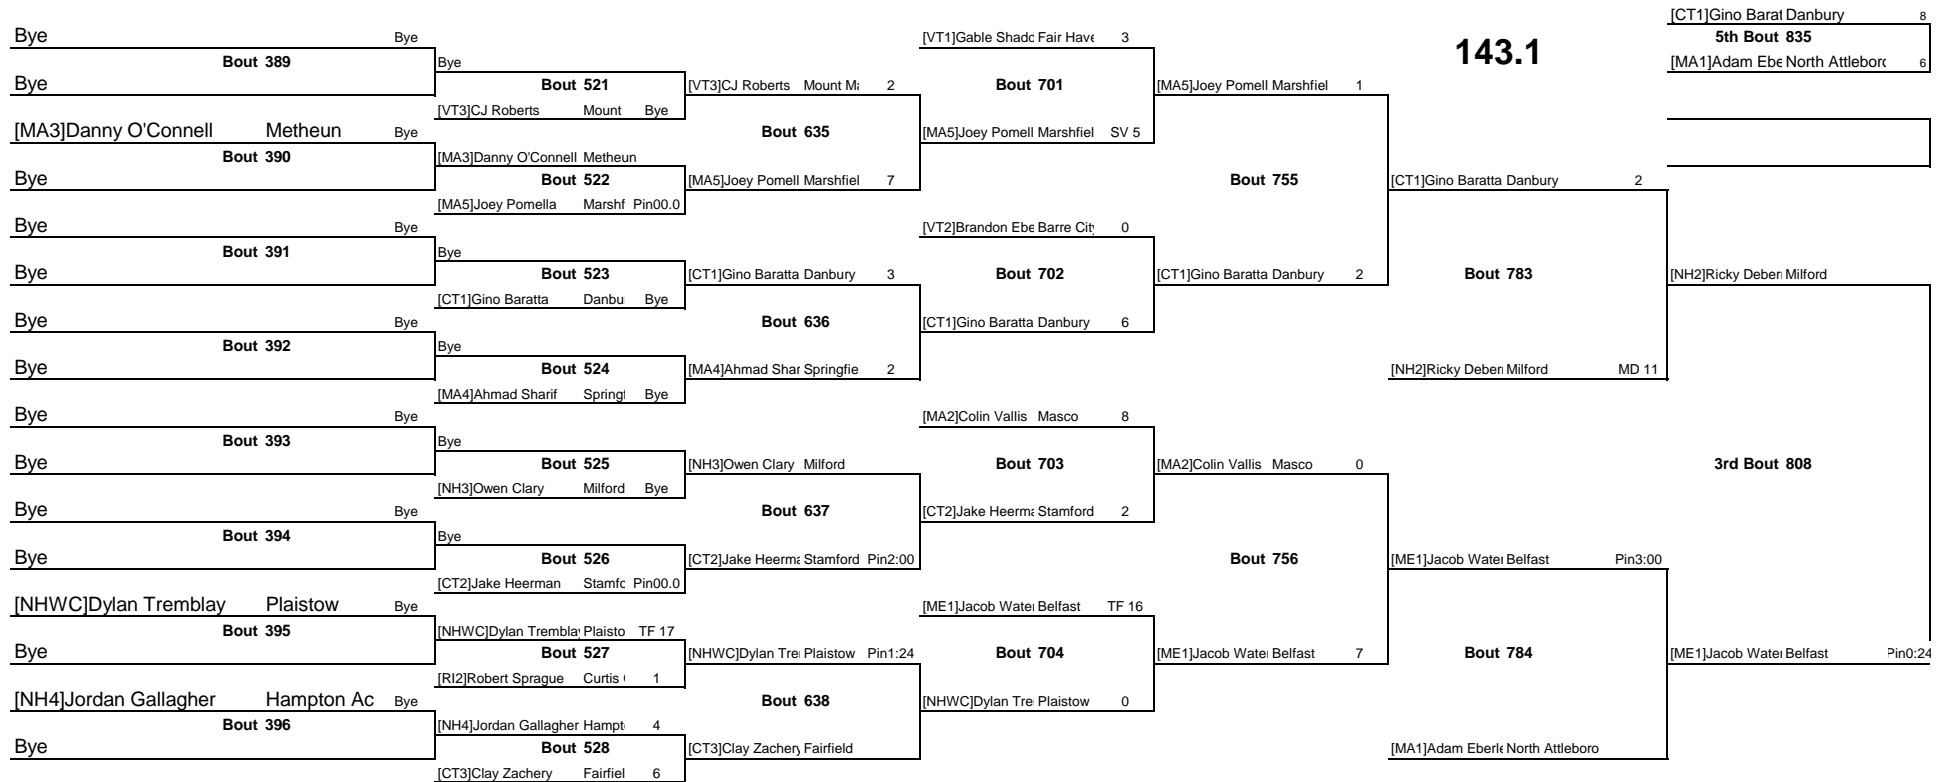 Bye Bye
Bout 389
Bye
[MA3]Danny O'Connell Metheun Bye
Bout 390
Bye
Bye Bye
Bout 391
Bye
Bye Bye
Bout 392
Bye
Bye Bye
Bout 393
Bye
Bye Bye
Bout 394
Bye
[NHWC]Dylan Tremblay Plaistow Bye
Bout 395
Bye
[NH4]Jordan Gallagher Hampton Ac Bye
Bout 396
Bye
Bye
Bout 521
[VT3]CJ Roberts Mount Bye
[MA3]Danny O'Connell Metheun
Bout 522
[MA5]Joey Pomella Marshf Pin00.0
Bye
Bout 523
[CT1]Gino Baratta Danbu Bye
Bye
Bout 524
[MA4]Ahmad Sharif Spring Bye
Bye
Bout 525
[NH3]Owen Clary Milford Bye
Bye
Bout 526
[CT2]Jake Heerman Stamfc Pin00.0
[NHWC]Dylan Tremblay Plaisto TF 17
Bout 527
[RI2]Robert Sprague Curtis 1
[NH4]Jordan Gallagher Hampt 4
Bout 528
[CT3]Clay Zachery Fairfiel 6
[VT3]CJ Roberts Mount Ma 2
Bout 635
[MA5]Joey Pomell Marshfiel 7
[CT1]Gino Baratta Danbury 3
Bout 636
[MA4]Ahmad Shar Springfie 2
[NH3]Owen Clary Milford
Bout 637
[CT2]Jake Heerma Stamford Pin2:00
[NHWC]Dylan Tre Plaistow Pin1:24
Bout 638
[CT3]Clay Zachery Fairfield
[VT1]Gable Shadd Fair Have 3
Bout 701
[MA5]Joey Pomell Marshfiel SV 5
[VT2]Brandon Ebe Barre City 0
Bout 702
[CT1]Gino Baratta Danbury 6
[MA2]Colin Vallis Masco 8
Bout 703
[CT2]Jake Heerma Stamford 2
[ME1]Jacob Water Belfast TF 16
Bout 704
[NHWC]Dylan Tre Plaistow 0
[MA5]Joey Pomell Marshfiel 1
Bout 755
[CT1]Gino Baratta Danbury 2
[MA2]Colin Vallis Masco 0
Bout 756
[ME1]Jacob Water Belfast 7
143.1
[CT1]Gino Baratta Danbury 2
Bout 783
[NH2]Ricky Deben Milford MD 11
[ME1]Jacob Water Belfast Pin3:00
Bout 784
[MA1]Adam Eberle North Attleboro
[CT1]Gino Barat Danbury 8
5th Bout 835
[MA1]Adam Ebe North Attleboro 6
[NH2]Ricky Deben Milford
3rd Bout 808
[ME1]Jacob Water Belfast Pin0:24